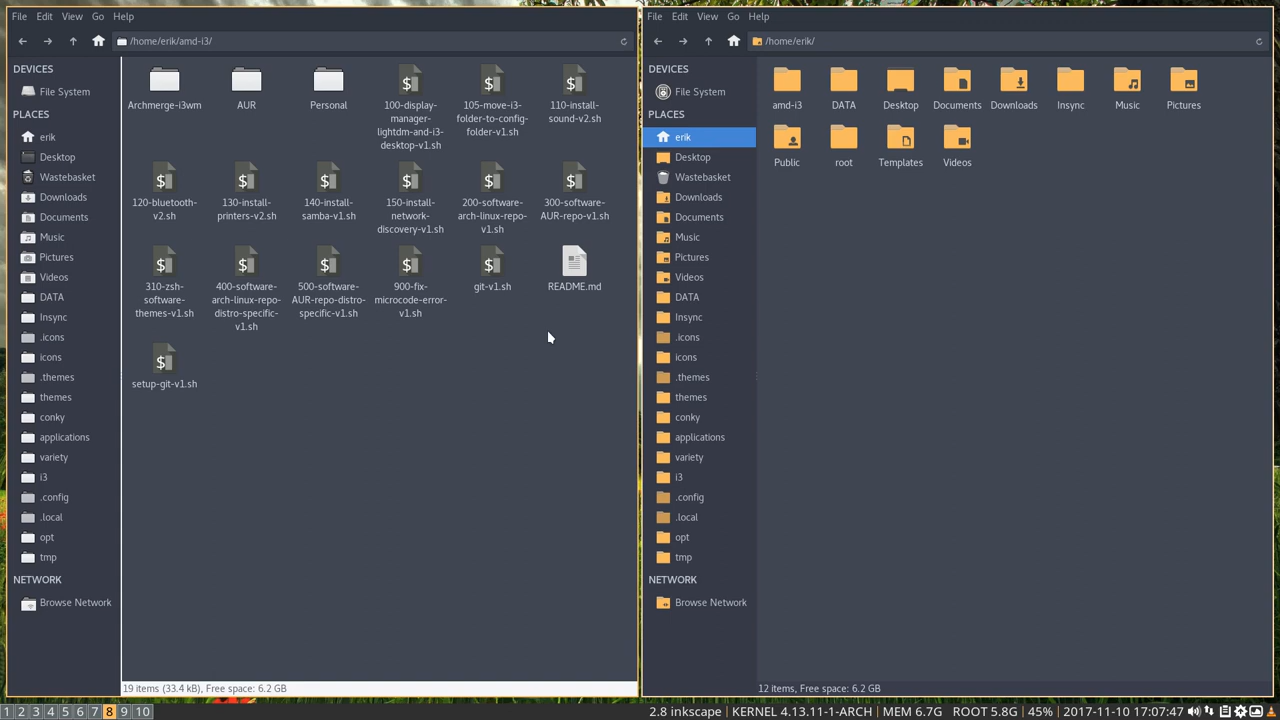 File Edit View Go Help
/home/erik/amd-i3/
DEVICES
File System
PLACES
erik
Desktop
Wastebasket
Downloads
Documents
Music
Pictures
Videos
DATA
Insync
.icons
icons
.themes
themes
conky
applications
variety
i3
.config
.local
opt
tmp
NETWORK
Browse Network
Archmerge-i3wm
AUR
Personal
100-display-
manager-
lightdm-and-i3-
desktop-v1.sh
105-move-i3-
folder-to-config-
folder-v1.sh
110-install-
sound-v2.sh
120-bluetooth-
v2.sh
130-install-
printers-v2.sh
140-install-
samba-v1.sh
150-install-
network-
discovery-v1.sh
200-software-
arch-linux-repo-
v1.sh
300-software-
AUR-repo-v1.sh
310-zsh-
software-
themes-v1.sh
400-software-
arch-linux-repo-
distro-specific-
v1.sh
500-software-
AUR-repo-distro-
specific-v1.sh
900-fix-
microcode-error-
v1.sh
git-v1.sh
README.md
setup-git-v1.sh
19 items (33.4 kB), Free space: 6.2 GB
File Edit View Go Help
/home/erik/
DEVICES
File System
PLACES
erik
Desktop
Wastebasket
Downloads
Documents
Music
Pictures
Videos
DATA
Insync
.icons
icons
.themes
themes
conky
applications
variety
i3
.config
.local
opt
tmp
NETWORK
Browse Network
amd-i3
DATA
Desktop
Documents
Downloads
Insync
Music
Pictures
Public
root
Templates
Videos
12 items, Free space: 6.2 GB
1 2 3 4 5 6 7 8 9 10
2.8 inkscape | KERNEL 4.13.11-1-ARCH | MEM 6.7G | ROOT 5.8G | 45% | 2017-11-10 17:07:47